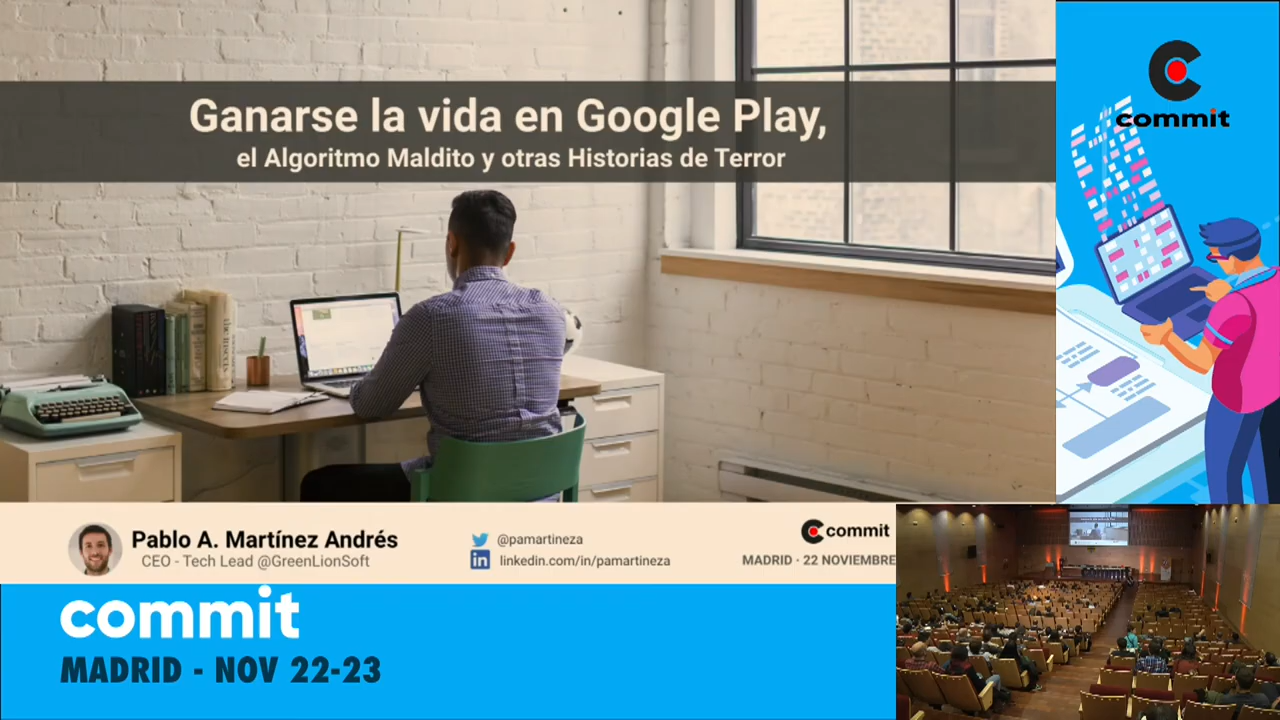 Ganarse la vida en Google Play,
el Algoritmo Maldito y otras Historias de Terror
commit
Pablo A. Martínez Andrés
CEO - Tech Lead @GreenLionSoft
@pamartineza
linkedin.com/in/pamartineza
commit
MADRID · 22 NOVIEMBRE
commit
MADRID - NOV 22-23